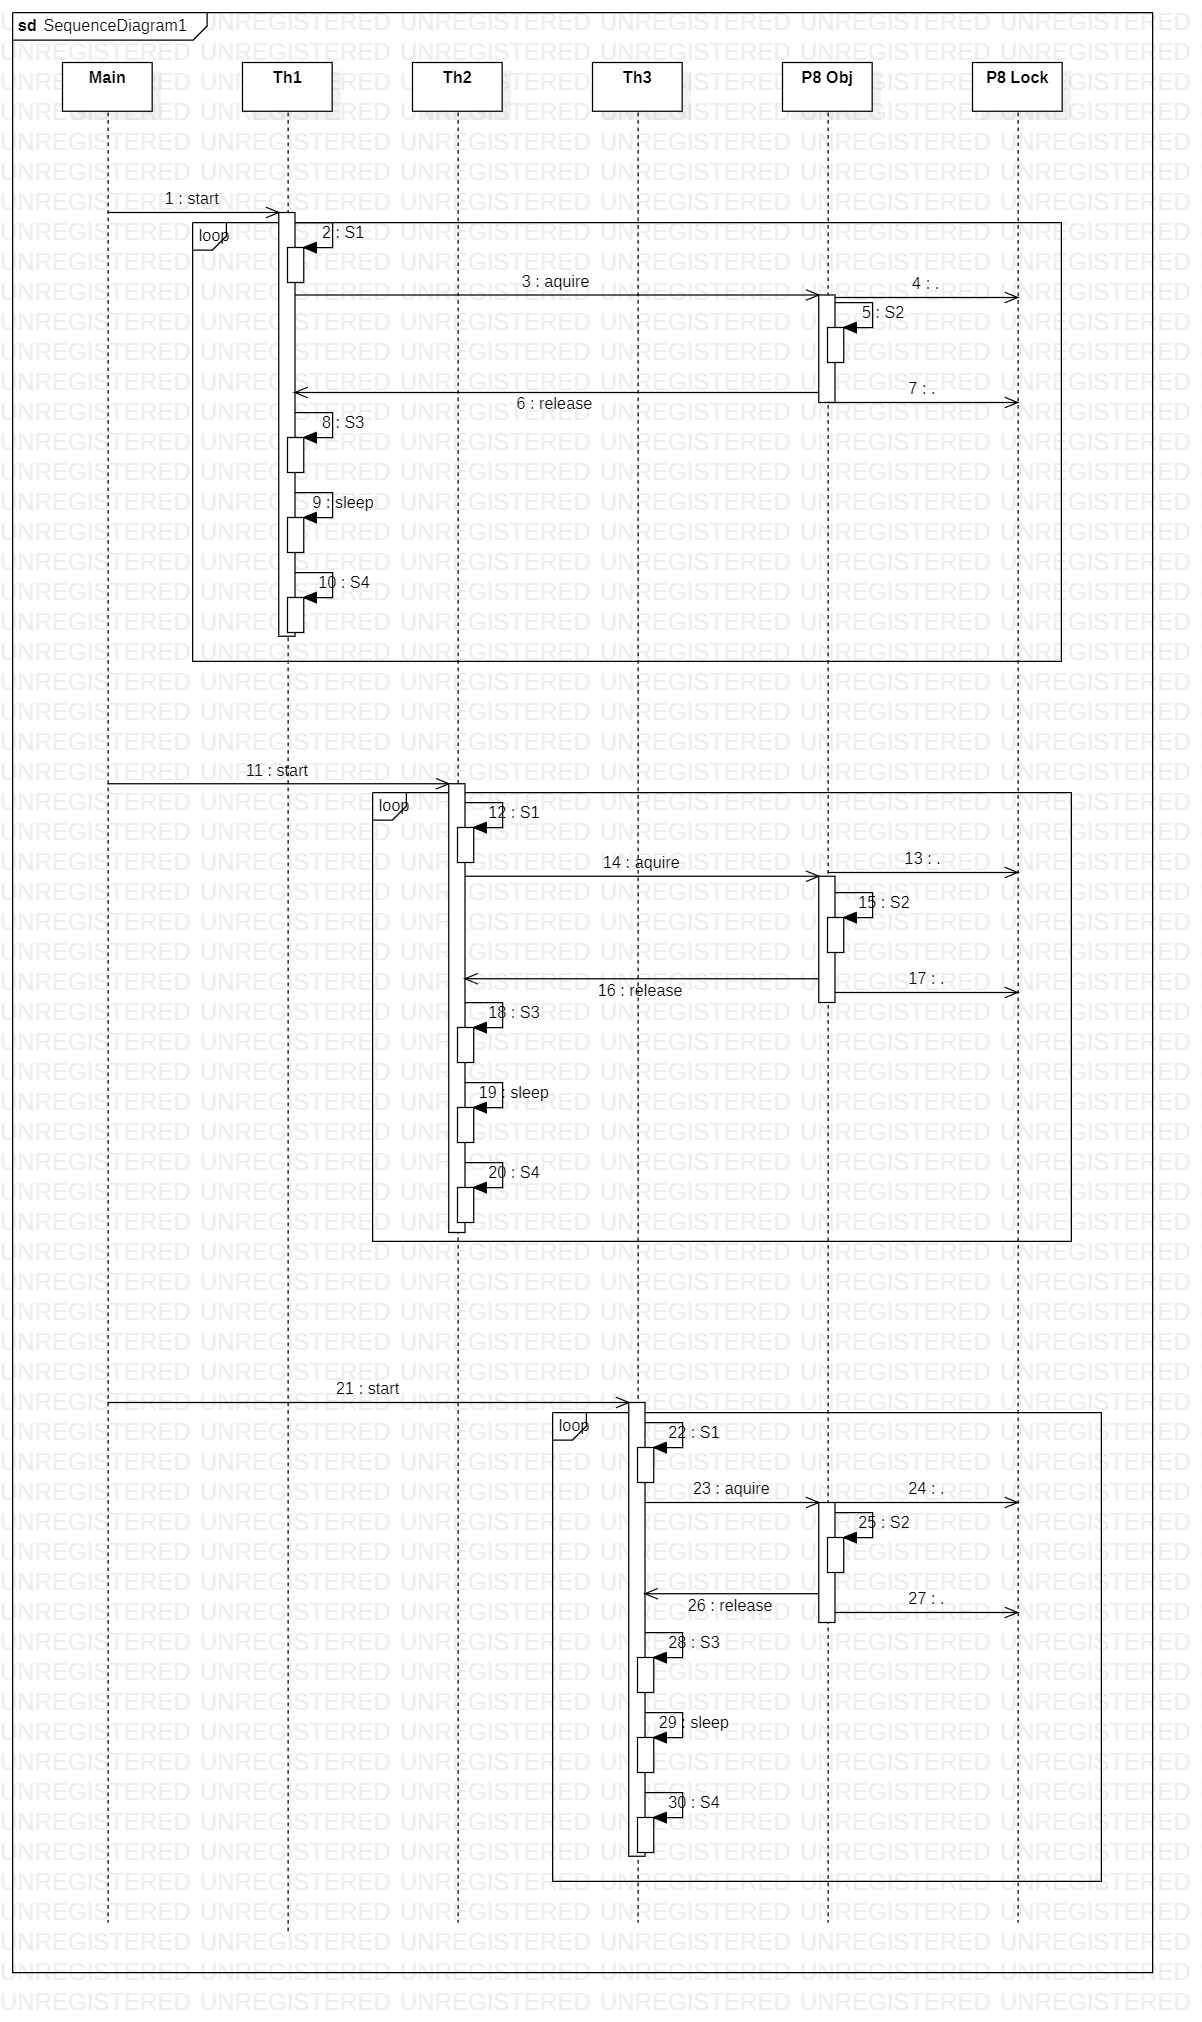 sd SequenceDiagram1
Main Th1 Th2 Th3 P8 Obj P8 Lock
1 : start
loop
2 : S1
3 : aquire
4 : .
5 : S2
6 : release
7 : .
8 : S3
9 : sleep
10 : S4
11 : start
loop
12 : S1
13 : .
14 : aquire
15 : S2
16 : release
17 : .
18 : S3
19 : sleep
20 : S4
21 : start
loop
22 : S1
23 : aquire
24 : .
25 : S2
26 : release
27 : .
28 : S3
29 : sleep
30 : S4
UNREGISTERED UNREGISTERED UNREGISTERED UNREGISTERED UNREGISTERED UNREGISTERED